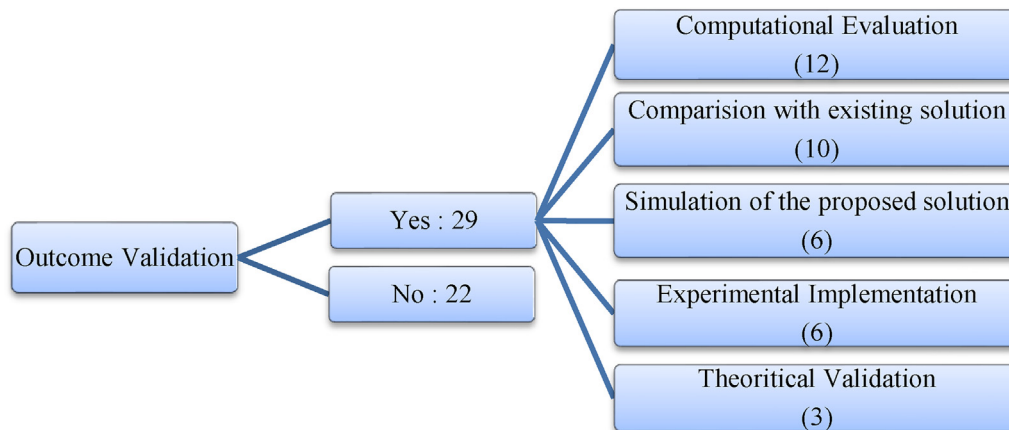 Outcome Validation
Yes : 29
No : 22
Computational Evaluation
(12)
Comparision with existing solution
(10)
Simulation of the proposed solution
(6)
Experimental Implementation
(6)
Theoritical Validation
(3)